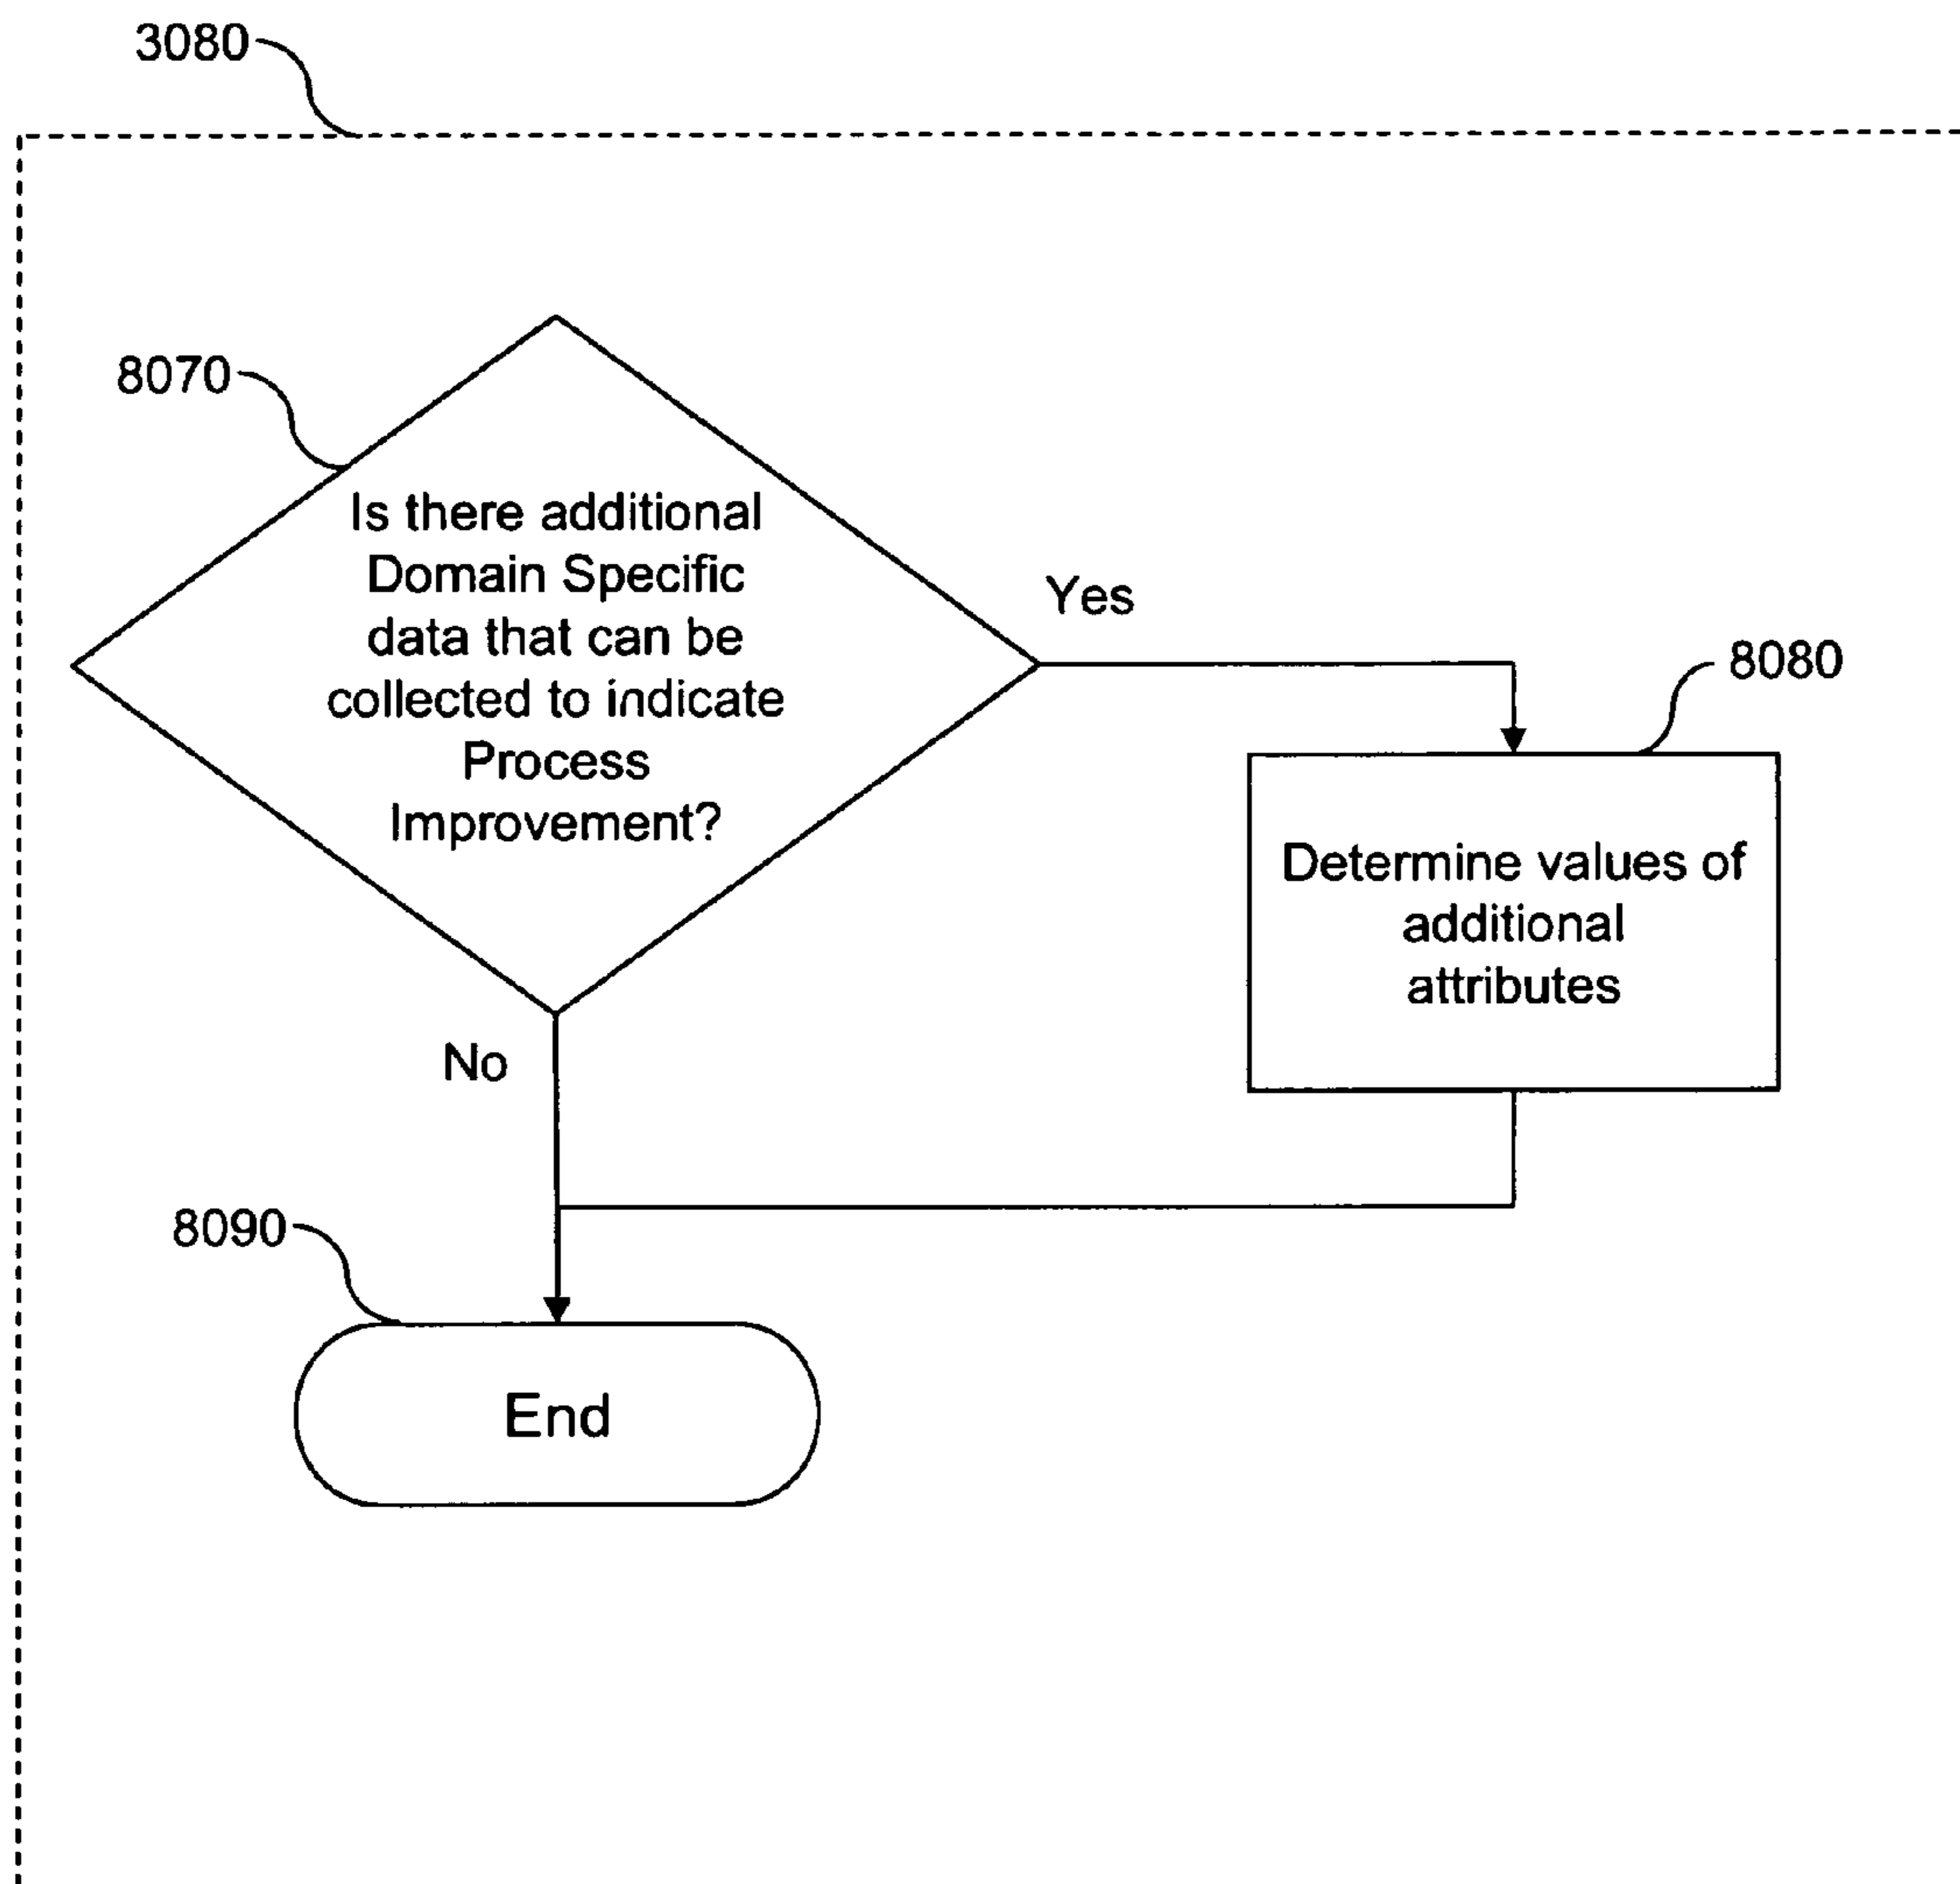 3080
8070
Is there additional
Domain Specific
data that can be
collected to indicate
Process
Improvement?
Yes
8080
Determine values of
additional
attributes
No
8090
End